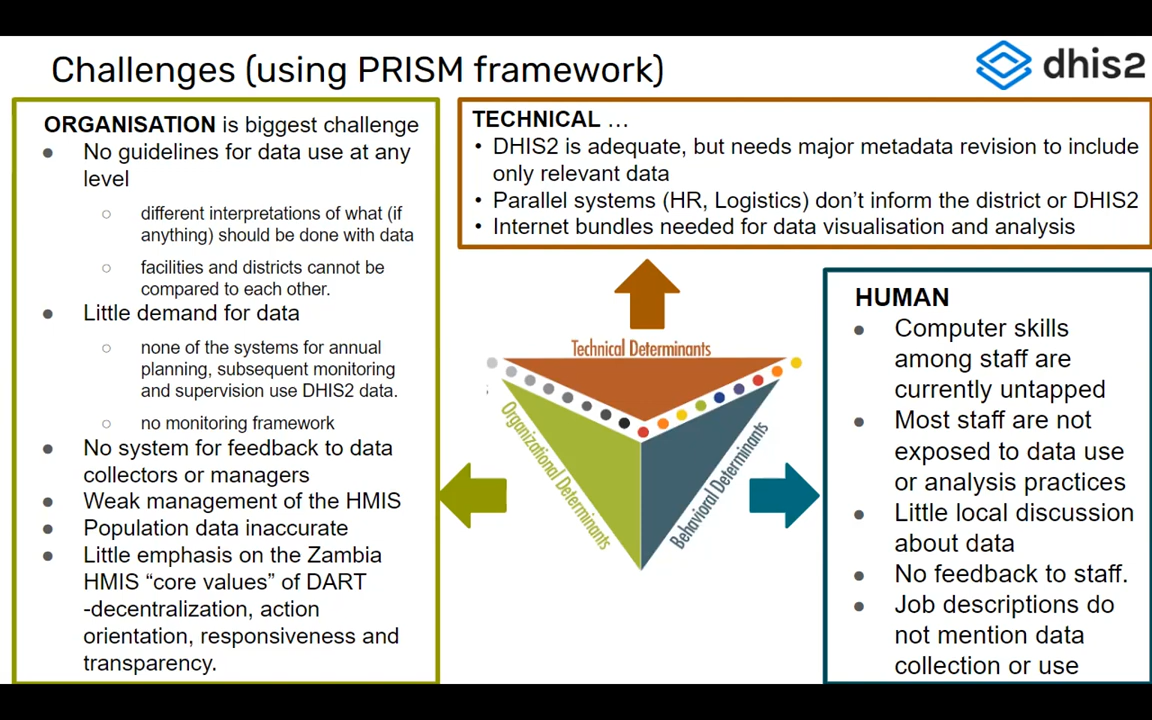 Challenges (using PRISM framework)
dhis2
ORGANISATION is biggest challenge
● No guidelines for data use at any
level
○ different interpretations of what (if
anything) should be done with data
○ facilities and districts cannot be
compared to each other.
● Little demand for data
○ none of the systems for annual
planning, subsequent monitoring
and supervision use DHIS2 data.
○ no monitoring framework
● No system for feedback to data
collectors or managers
● Weak management of the HMIS
● Population data inaccurate
● Little emphasis on the Zambia
HMIS “core values” of DART
-decentralization, action
orientation, responsiveness and
transparency.
TECHNICAL …
• DHIS2 is adequate, but needs major metadata revision to include
only relevant data
• Parallel systems (HR, Logistics) don’t inform the district or DHIS2
• Internet bundles needed for data visualisation and analysis
Technical Determinants
Organizational Determinants
Behavioral Determinants
HUMAN
● Computer skills
among staff are
currently untapped
● Most staff are not
exposed to data use
or analysis practices
● Little local discussion
about data
● No feedback to staff.
● Job descriptions do
not mention data
collection or use